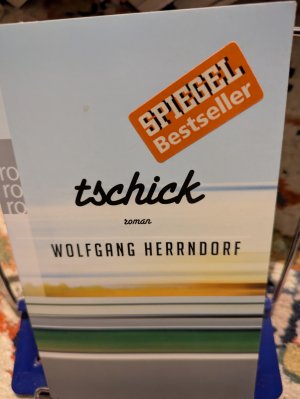 SPIEGEL
Bestseller
ro
ro
ro
tschick
roman
WOLFGANG HERRNDORF